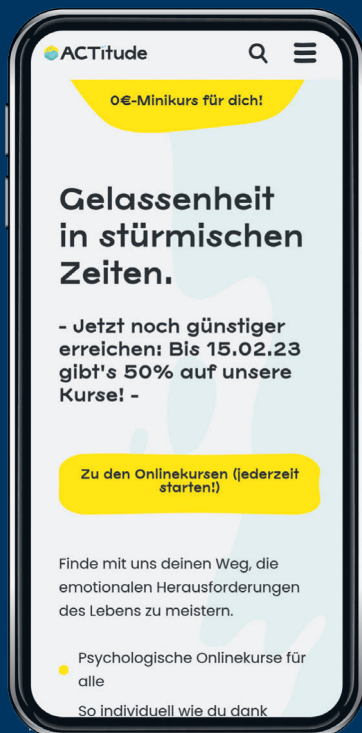 ACTitude
0€-Minikurs für dich!
Gelassenheit
in stürmischen
Zeiten.
- Jetzt noch günstiger
erreichen: Bis 15.02.23
gibt's 50% auf unsere
Kurse! -
Zu den Onlinekursen (jederzeit
starten!)
Finde mit uns deinen Weg, die
emotionalen Herausforderungen
des Lebens zu meistern.
Psychologische Onlinekurse für
alle
So individuell wie du dank